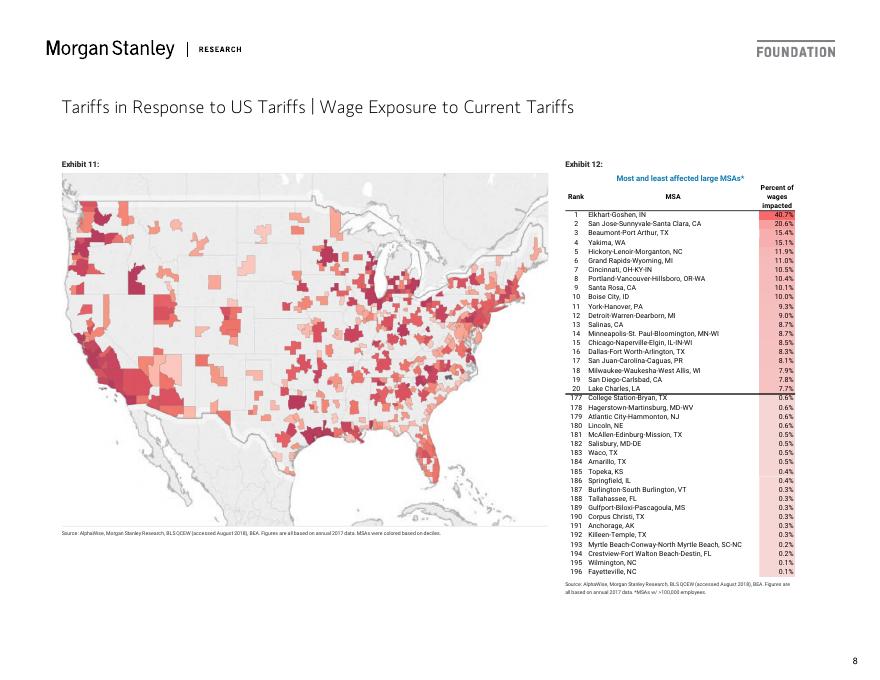 Morgan Stanley | RESEARCH
FOUNDATION
Tariffs in Response to US Tariffs | Wage Exposure to Current Tariffs
Exhibit 11:
Source: AlphaWise, Morgan Stanley Research, BLS QCEW (accessed August 2018), BEA. Figures are all based on annual 2017 data. MSAs were colored based on deciles.
Exhibit 12:
Most and least affected large MSAs*
Rank MSA Percent of wages impacted
1 Elkhart-Goshen, IN 40.7%
2 San Jose-Sunnyvale-Santa Clara, CA 20.6%
3 Beaumont-Port Arthur, TX 15.4%
4 Yakima, WA 15.1%
5 Hickory-Lenoir-Morganton, NC 11.9%
6 Grand Rapids-Wyoming, MI 11.0%
7 Cincinnati, OH-KY-IN 10.5%
8 Portland-Vancouver-Hillsboro, OR-WA 10.4%
9 Santa Rosa, CA 10.1%
10 Boise City, ID 10.0%
11 York-Hanover, PA 9.3%
12 Detroit-Warren-Dearborn, MI 9.0%
13 Salinas, CA 8.7%
14 Minneapolis-St. Paul-Bloomington, MN-WI 8.7%
15 Chicago-Naperville-Elgin, IL-IN-WI 8.5%
16 Dallas-Fort Worth-Arlington, TX 8.3%
17 San Juan-Carolina-Caguas, PR 8.1%
18 Milwaukee-Waukesha-West Allis, WI 7.9%
19 San Diego-Carlsbad, CA 7.8%
20 Lake Charles, LA 7.7%
177 College Station-Bryan, TX 0.6%
178 Hagerstown-Martinsburg, MD-WV 0.6%
179 Atlantic City-Hammonton, NJ 0.6%
180 Lincoln, NE 0.6%
181 McAllen-Edinburg-Mission, TX 0.5%
182 Salisbury, MD-DE 0.5%
183 Waco, TX 0.5%
184 Amarillo, TX 0.5%
185 Topeka, KS 0.4%
186 Springfield, IL 0.4%
187 Burlington-South Burlington, VT 0.3%
188 Tallahassee, FL 0.3%
189 Gulfport-Biloxi-Pascagoula, MS 0.3%
190 Corpus Christi, TX 0.3%
191 Anchorage, AK 0.3%
192 Killeen-Temple, TX 0.3%
193 Myrtle Beach-Conway-North Myrtle Beach, SC-NC 0.2%
194 Crestview-Fort Walton Beach-Destin, FL 0.2%
195 Wilmington, NC 0.1%
196 Fayetteville, NC 0.1%
Source: AlphaWise, Morgan Stanley Research, BLS QCEW (accessed August 2018), BEA. Figures are
all based on annual 2017 data. *MSAs w/ >100,000 employees.
8